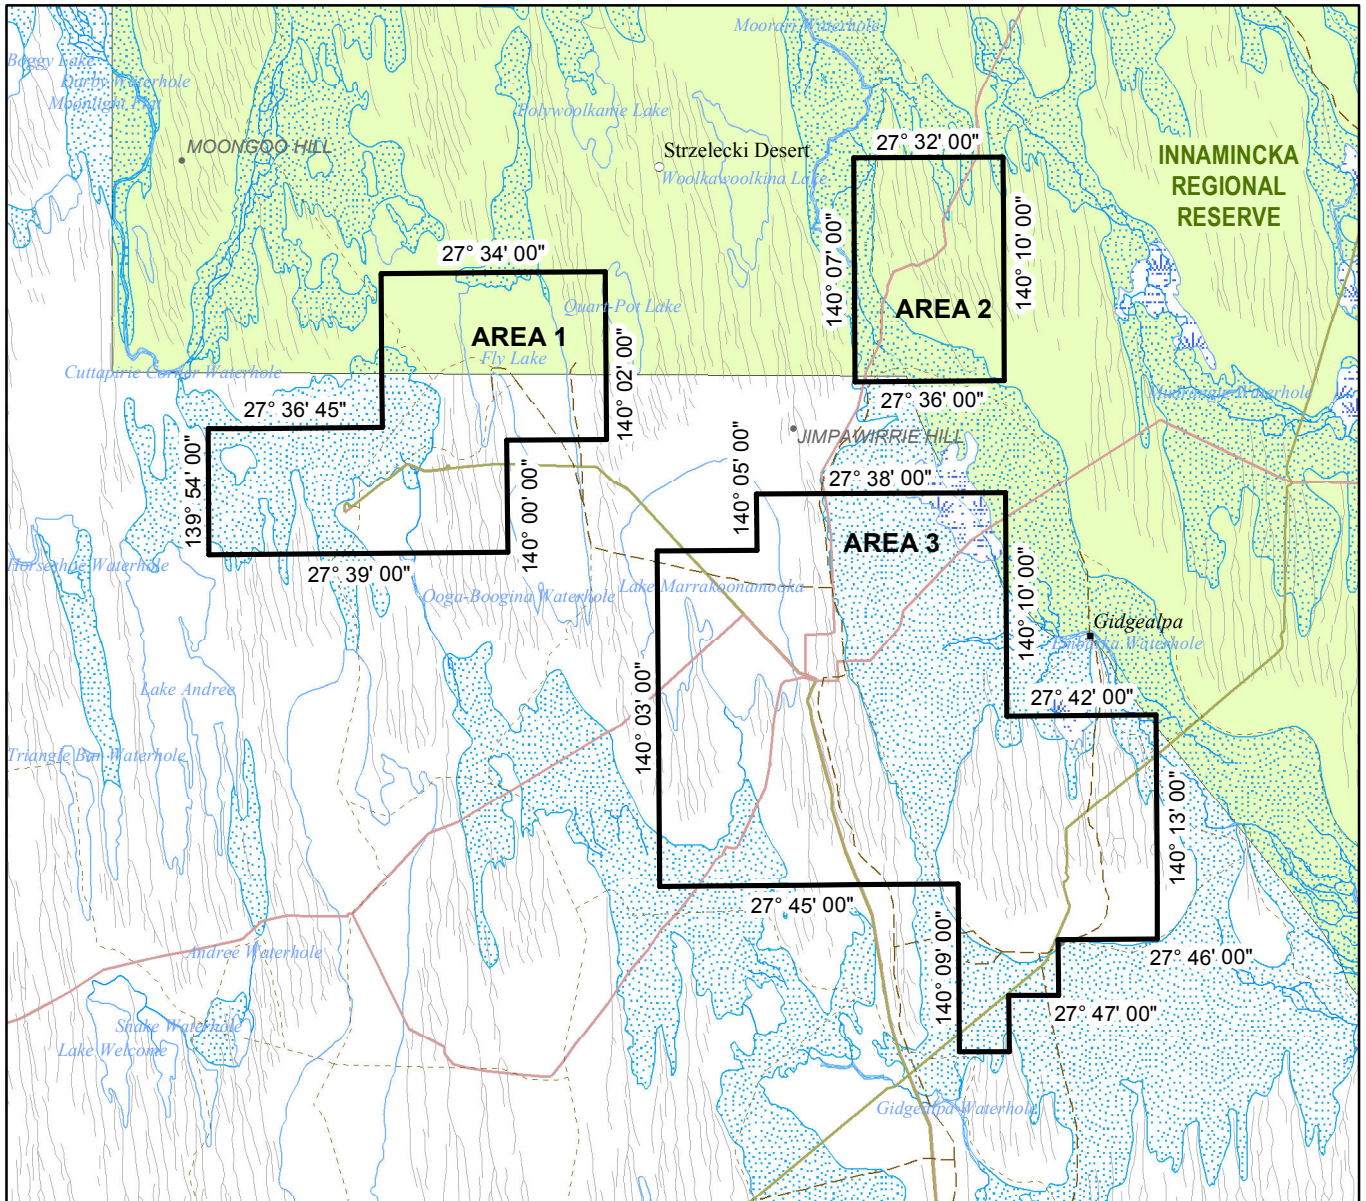 Moorari Waterhole
Boggy Lake
Darby Waterhole
Moonlight Flat
Polywoolkanie Lake
MOONGOO HILL
Strzelecki Desert
Woolkawoolkina Lake
27° 32' 00"
INNAMINCKA
REGIONAL
RESERVE
140° 07' 00"
140° 10' 00"
27° 34' 00"
Quart-Pot Lake
AREA 1
AREA 2
Fly Lake
140° 02' 00"
Cuttapirie Corner Waterhole
27° 36' 00"
27° 36' 45"
JIMPAWIRRIE HILL
139° 54' 00"
140° 00' 00"
140° 05' 00"
27° 38' 00"
AREA 3
Horseshoe Waterhole
27° 39' 00"
Ooga-Boogina Waterhole
Lake Marrakoonamooka
140° 10' 00"
Gidgealpa
Waterhole
Lake Andree
140° 03' 00"
27° 42' 00"
Triangle Bar Waterhole
140° 13' 00"
27° 45' 00"
140° 09' 00"
Andree Waterhole
27° 46' 00"
27° 47' 00"
Snake Waterhole
Lake Welcome
Gidgealpa Waterhole